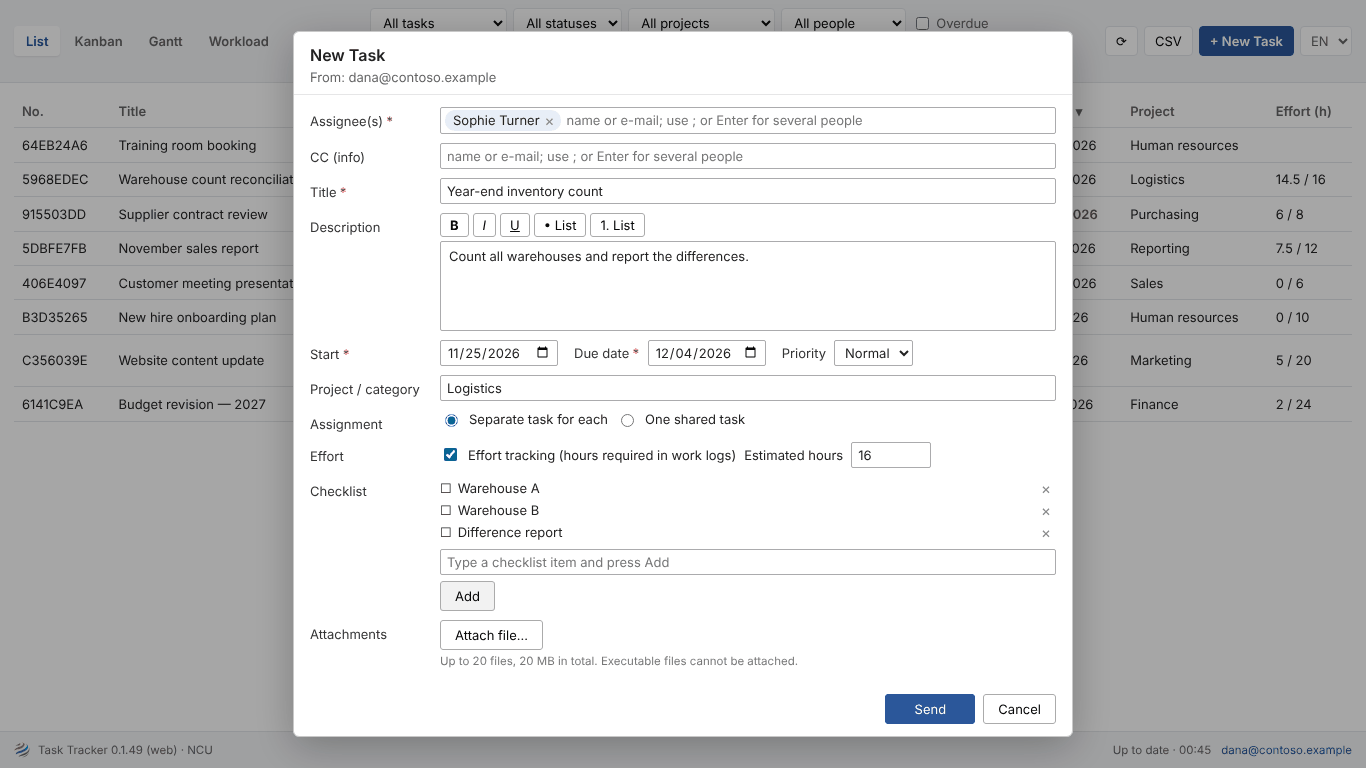 All tasks All statuses All projects All people Overdue
List Kanban Gantt Workload ⟳ CSV + New Task EN
New Task
From: dana@contoso.example
No. Title ▼ Project Effort (h)
64EB24A6 Training room booking 026 Human resources
5968EDEC Warehouse count reconciliat 026 Logistics 14.5 / 16
915503DD Supplier contract review 026 Purchasing 6 / 8
5DBFE7FB November sales report 026 Reporting 7.5 / 12
406E4097 Customer meeting presentat 026 Sales 0 / 6
B3D35265 New hire onboarding plan 26 Human resources 0 / 10
C356039E Website content update 26 Marketing 5 / 20
6141C9EA Budget revision — 2027 026 Finance 2 / 24
Assignee(s) * Sophie Turner × name or e-mail; use ; or Enter for several people
CC (info) name or e-mail; use ; or Enter for several people
Title * Year-end inventory count
Description B I U • List 1. List
Count all warehouses and report the differences.
Start * 11/25/2026 Due date * 12/04/2026 Priority Normal
Project / category Logistics
Assignment Separate task for each One shared task
Effort Effort tracking (hours required in work logs) Estimated hours 16
Checklist ☐ Warehouse A ×
☐ Warehouse B ×
☐ Difference report ×
Type a checklist item and press Add
Add
Attachments Attach file...
Up to 20 files, 20 MB in total. Executable files cannot be attached.
Send Cancel
Task Tracker 0.1.49 (web) · NCU Up to date · 00:45 dana@contoso.example